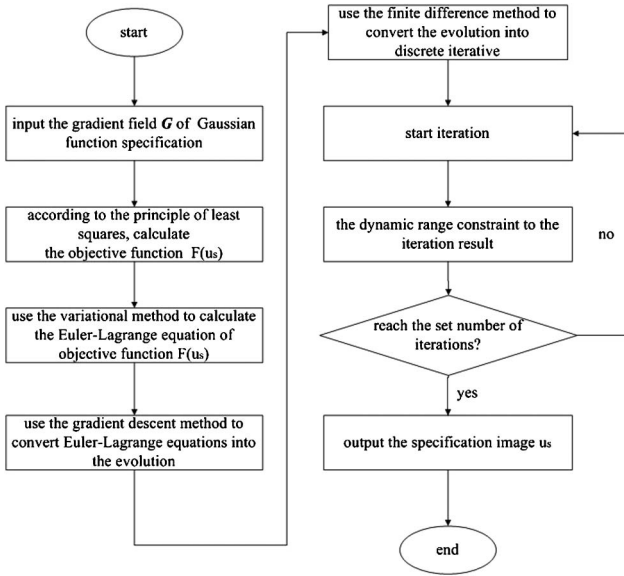 start
input the gradient field G of Gaussian
function specification
according to the principle of least
squares, calculate
the objective function F(us)
use the variational method to calculate
the Euler-Lagrange equation of
objective function F(us)
use the gradient descent method to
convert Euler-Lagrange equations into
the evolution
use the finite difference method to
convert the evolution into
discrete iterative
start iteration
the dynamic range constraint to the
iteration result
no
reach the set number of
iterations?
yes
output the specification image us
end